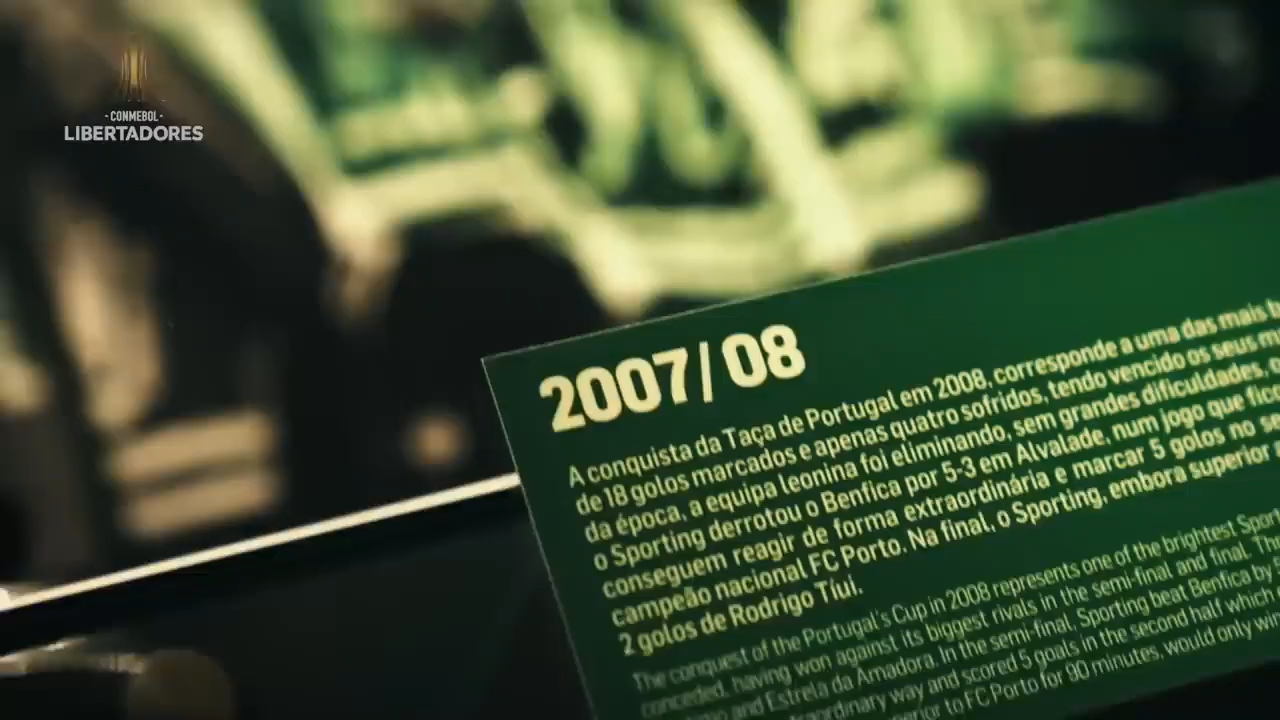 · CONMEBOL ·
LIBERTADORES
2007/08
A conquista da Taça de Portugal em 2008, corresponde a uma das mais
de 18 golos marcados e apenas quatro sofridos, tendo vencido os seus
da época, a equipa leonina foi eliminando, sem grandes dificuldades,
o Sporting derrotou o Benfica por 5-3 em Alvalade, num jogo que
conseguem reagir de forma extraordinária e marcar 5 golos no
campeão nacional FC Porto. Na final, o Sporting, embora superior
2 golos de Rodrigo Tiuí.
The conquest of the Portugal's Cup in 2008 represents one of the brightest
conceded, having won against its biggest rivals in the semi-final and final.
and Estrela da Amadora. In the semi-final, Sporting beat Benfica by
way and scored 5 goals in the second half which
to FC Porto for 90 minutes, would only